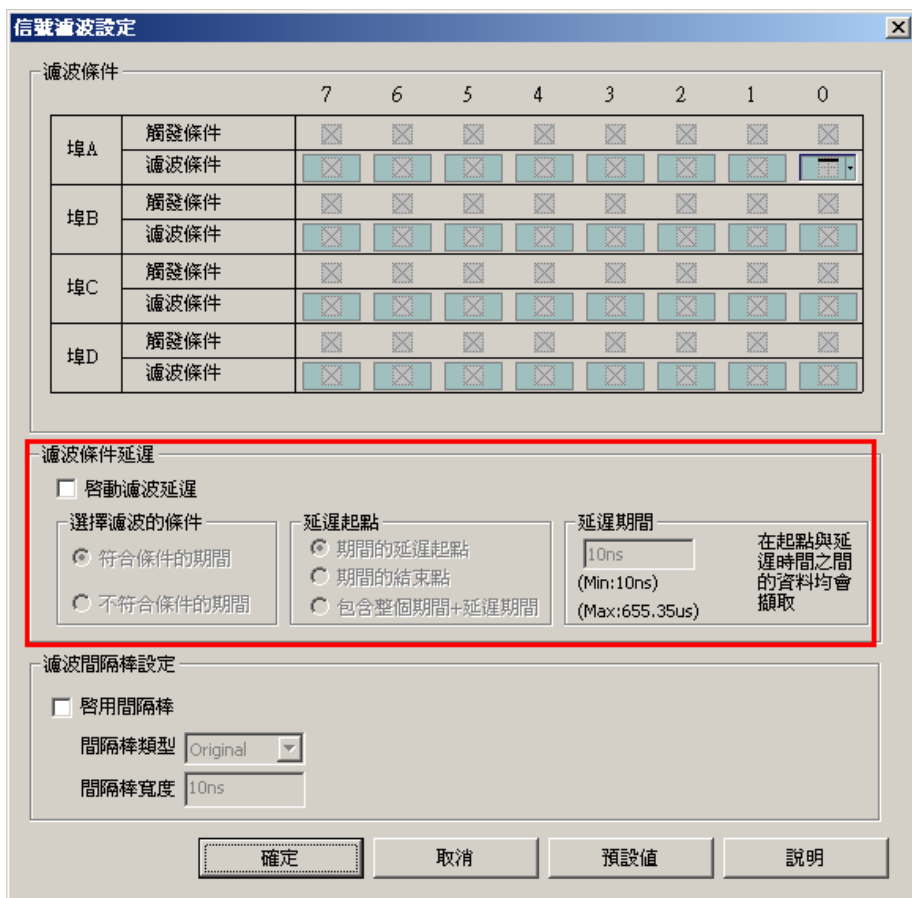 信號濾波設定
濾波條件
7 6 5 4 3 2 1 0
埠A
觸發條件
濾波條件
埠B
觸發條件
濾波條件
埠C
觸發條件
濾波條件
埠D
觸發條件
濾波條件
濾波條件延遲
啓動濾波延遲
選擇濾波的條件
符合條件的期間
不符合條件的期間
延遲起點
期間的延遲起點
期間的結束點
包含整個期間+延遲期間
延遲期間
10ns
(Min:10ns)
(Max:655.35us)
在起點與延
遲時間之間
的資料均會
擷取
濾波間隔棒設定
啓用間隔棒
間隔棒類型 Original
間隔棒寬度 10ns
確定 取消 預設值 說明